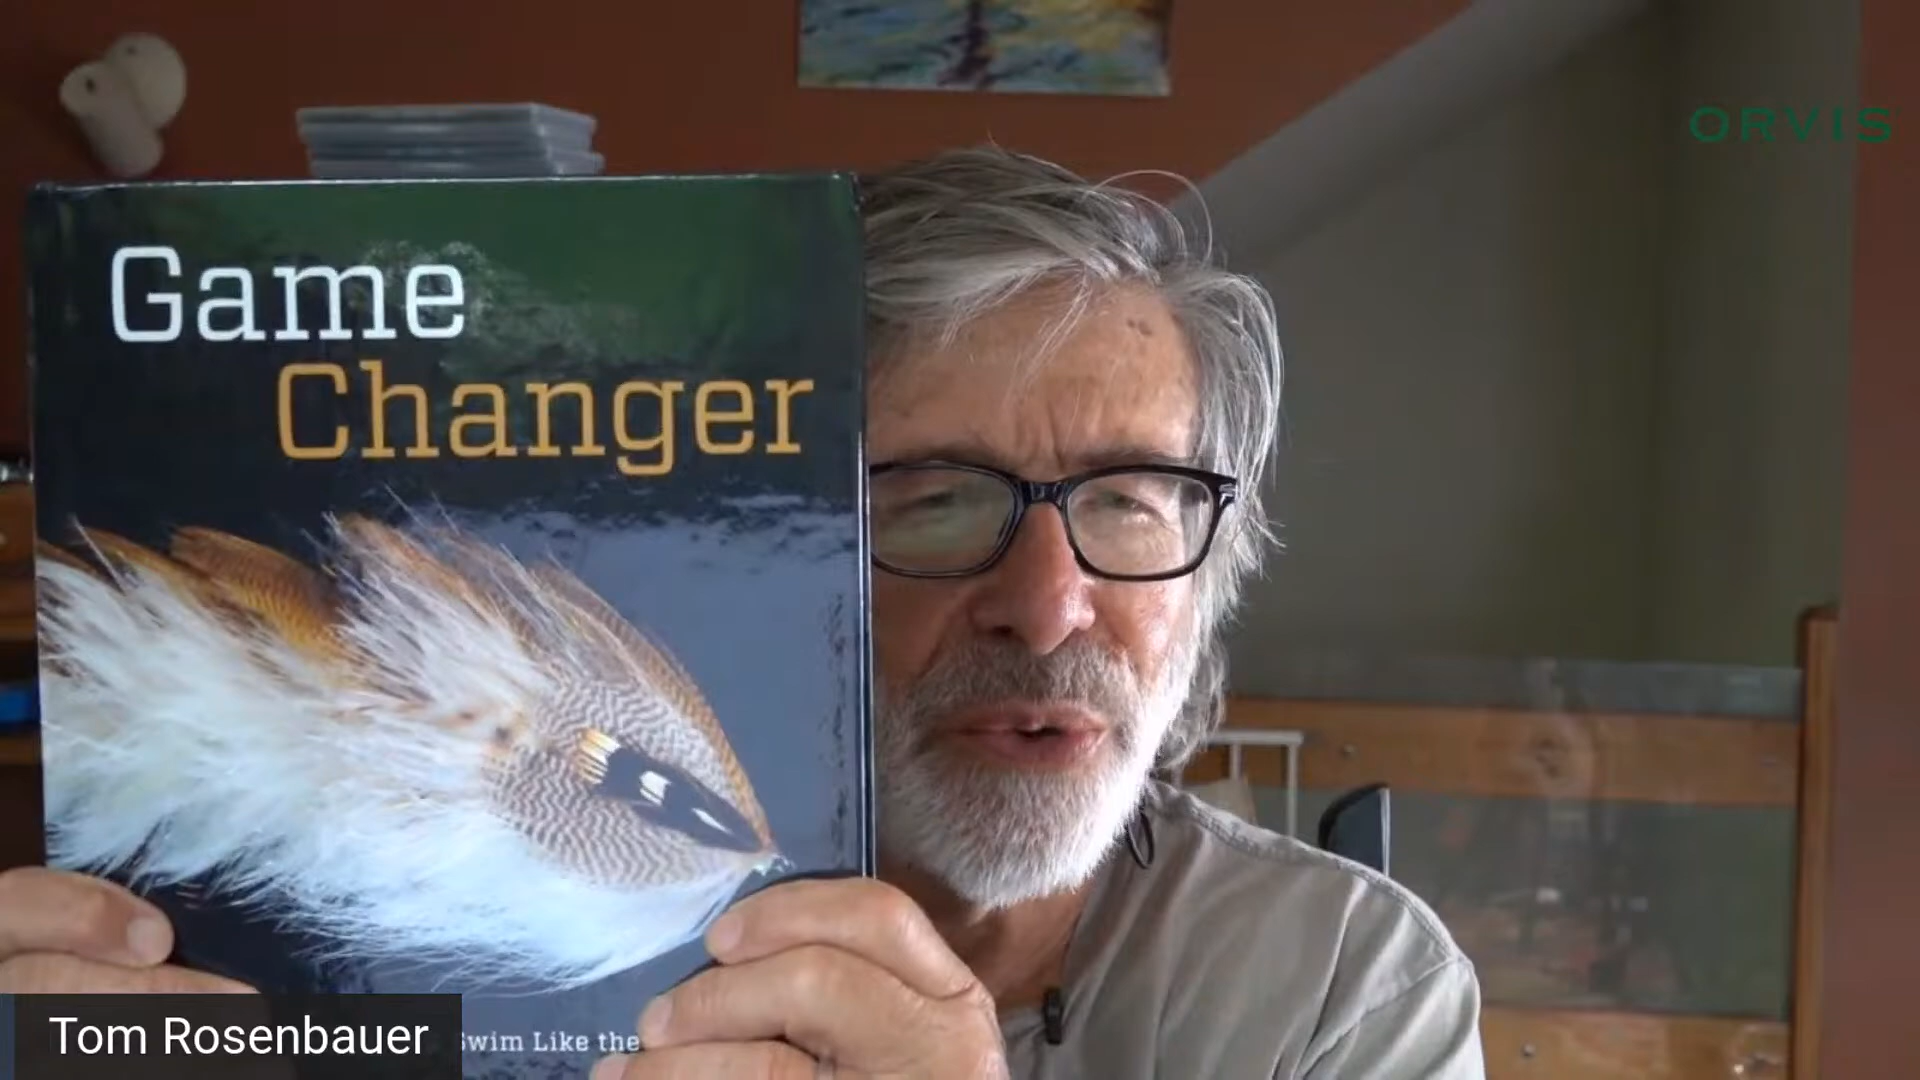 ORVIS
Game
Changer
Swim Like the
Tom Rosenbauer